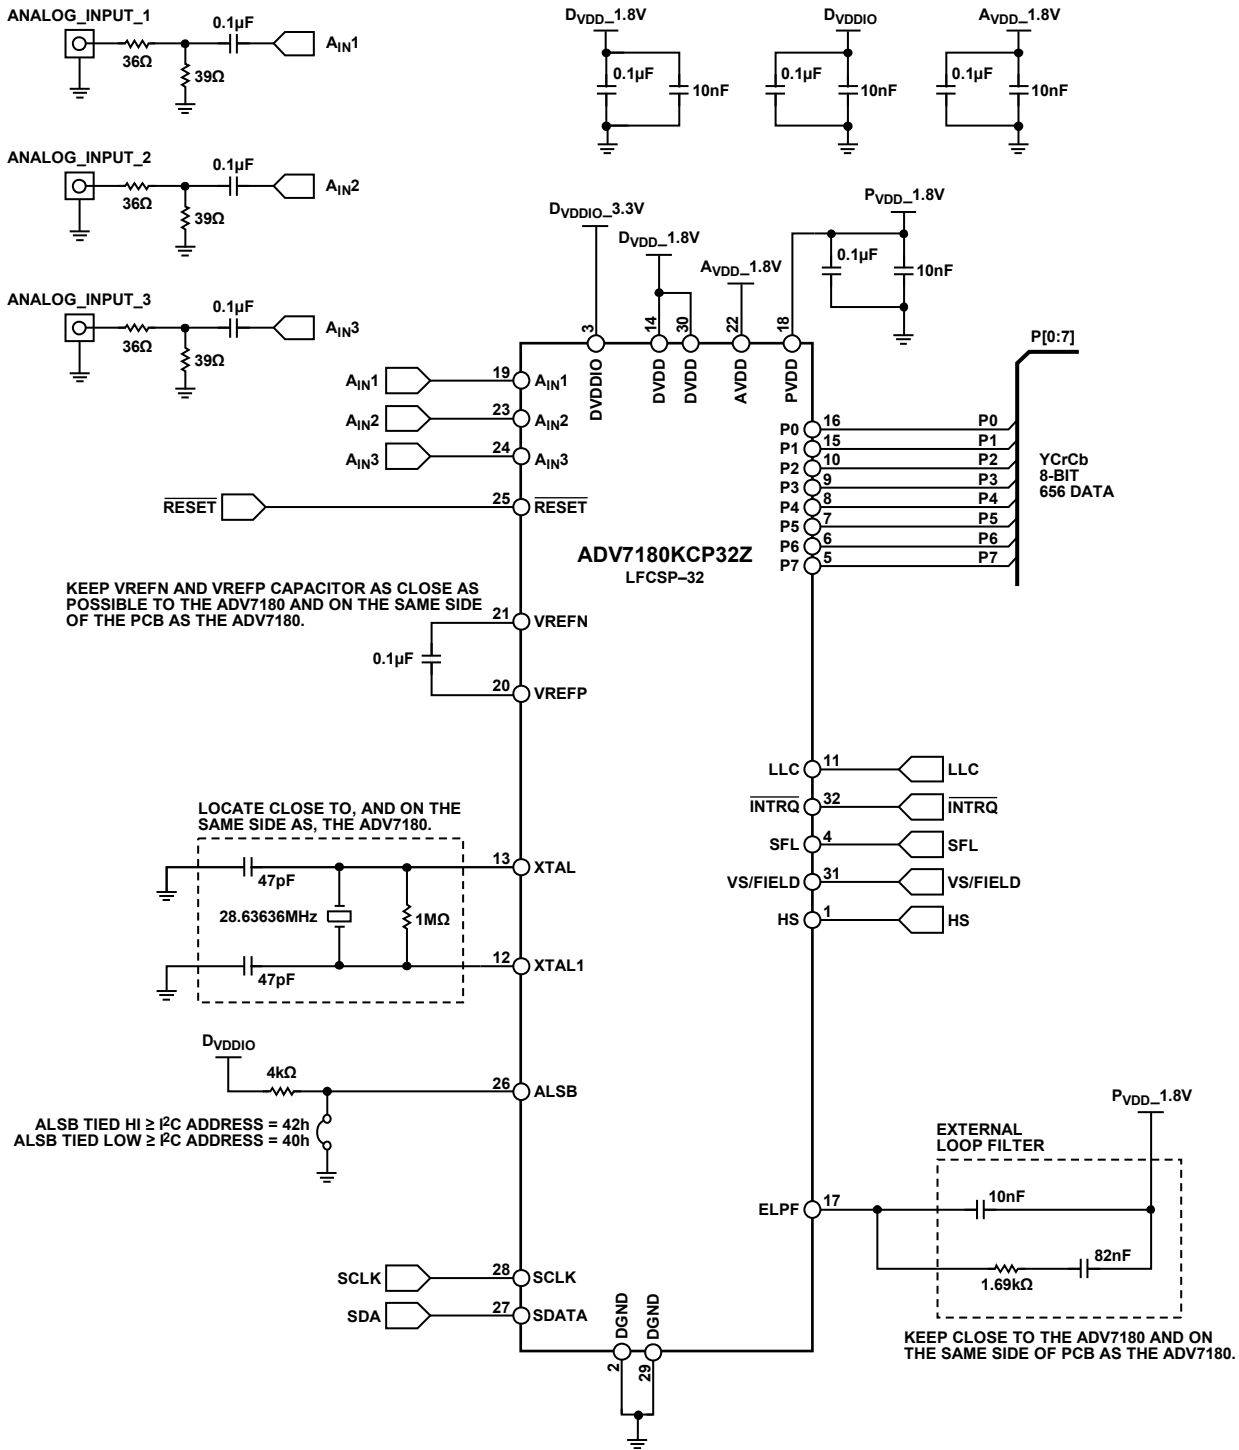 ANALOG_INPUT_1
0.1µF
AIN1
36Ω
39Ω
DVDD_1.8V
0.1µF
10nF
DVDDIO
0.1µF
10nF
AVDD_1.8V
0.1µF
10nF
ANALOG_INPUT_2
0.1µF
AIN2
36Ω
39Ω
ANALOG_INPUT_3
0.1µF
AIN3
36Ω
39Ω
DVDDIO_3.3V
DVDD_1.8V
AVDD_1.8V
PVDD_1.8V
0.1µF
10nF
3
14
30
22
18
DVDDIO
DVDD
DVDD
AVDD
PVDD
AIN1
19
AIN1
AIN2
23
AIN2
AIN3
24
AIN3
RESET
25
RESET
P[0:7]
P0
16
P0
P1
15
P1
P2
10
P2
P3
9
P3
P4
8
P4
P5
7
P5
P6
6
P6
P7
5
P7
YCrCb
8-BIT
656 DATA
ADV7180KCP32Z
LFCSP–32
KEEP VREFN AND VREFP CAPACITOR AS CLOSE AS
POSSIBLE TO THE ADV7180 AND ON THE SAME SIDE
OF THE PCB AS THE ADV7180.
21
VREFN
0.1µF
20
VREFP
LLC
11
LLC
INTRQ
32
INTRQ
SFL
4
SFL
VS/FIELD
31
VS/FIELD
HS
1
HS
LOCATE CLOSE TO, AND ON THE
SAME SIDE AS, THE ADV7180.
47pF
13
XTAL
28.63636MHz
1MΩ
47pF
12
XTAL1
DVDDIO
4kΩ
26
ALSB
ALSB TIED HI ≥ I2C ADDRESS = 42h
ALSB TIED LOW ≥ I2C ADDRESS = 40h
PVDD_1.8V
EXTERNAL
LOOP FILTER
ELPF
17
10nF
82nF
1.69kΩ
KEEP CLOSE TO THE ADV7180 AND ON
THE SAME SIDE OF PCB AS THE ADV7180.
SCLK
28
SCLK
SDA
27
SDATA
DGND
DGND
2
29